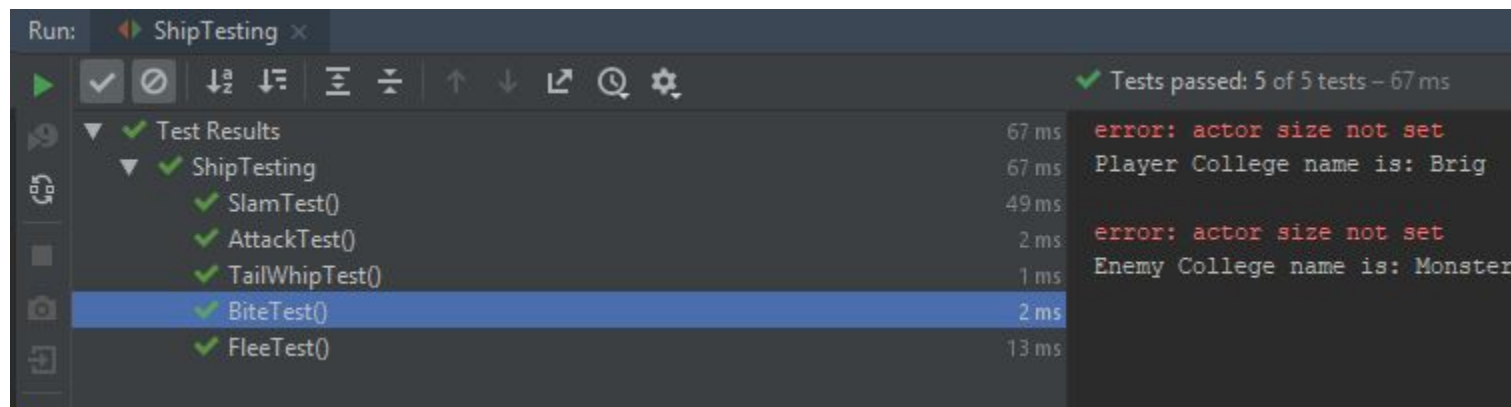 Run: ShipTesting
Tests passed: 5 of 5 tests – 67 ms
Test Results 67 ms
ShipTesting 67 ms
SlamTest() 49 ms
AttackTest() 2 ms
TailWhipTest() 1 ms
BiteTest() 2 ms
FleeTest() 13 ms
error: actor size not set
Player College name is: Brig
error: actor size not set
Enemy College name is: Monster